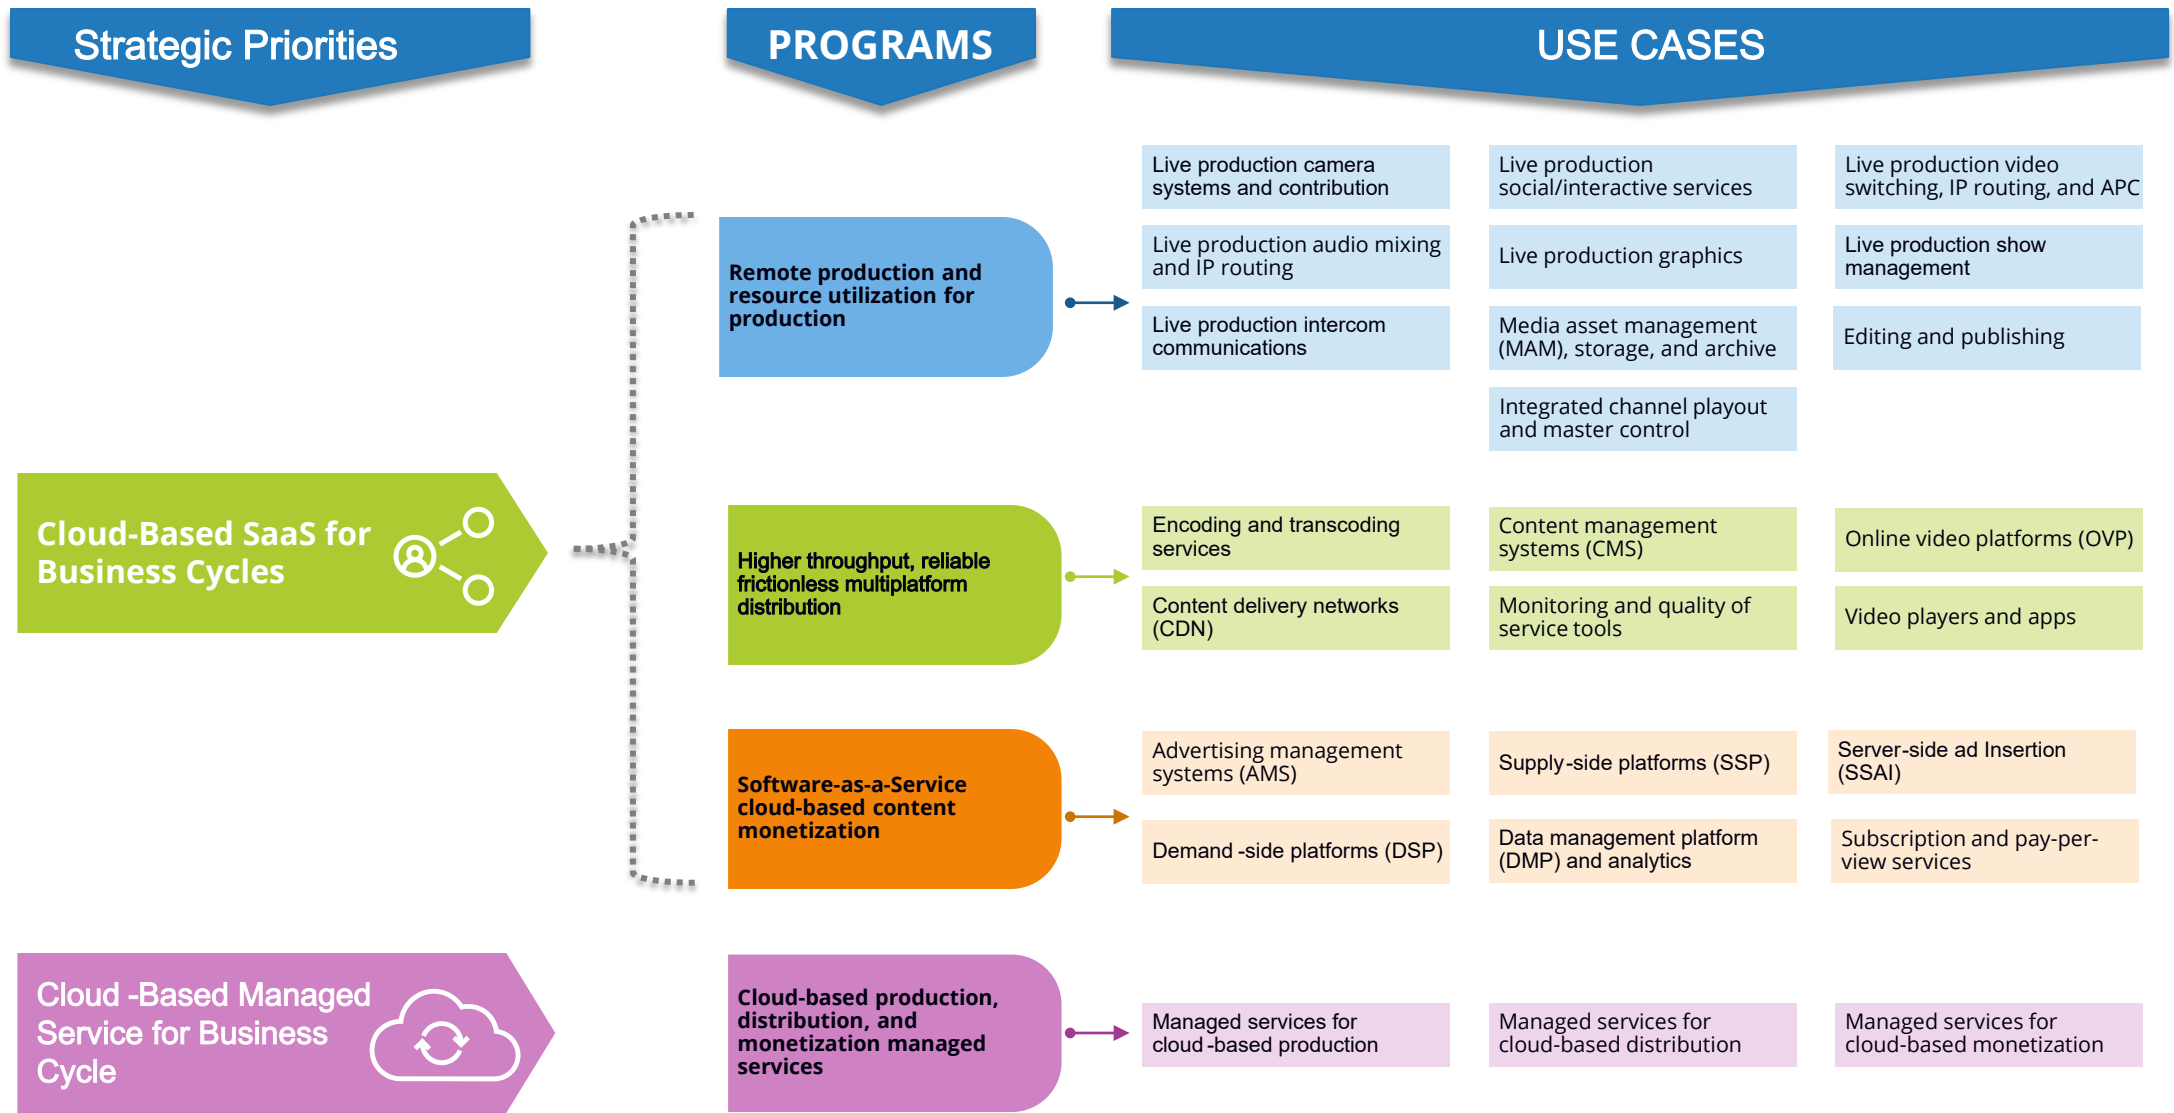 Strategic Priorities
PROGRAMS
USE CASES
Cloud-Based SaaS for
Business Cycles
Remote production and
resource utilization for
production
Live production camera
systems and contribution
Live production
social/interactive services
Live production video
switching, IP routing, and APC
Live production audio mixing
and IP routing
Live production graphics
Live production show
management
Live production intercom
communications
Media asset management
(MAM), storage, and archive
Editing and publishing
Integrated channel playout
and master control
Higher throughput, reliable
frictionless multiplatform
distribution
Encoding and transcoding
services
Content management
systems (CMS)
Online video platforms (OVP)
Content delivery networks
(CDN)
Monitoring and quality of
service tools
Video players and apps
Software-as-a-Service
cloud-based content
monetization
Advertising management
systems (AMS)
Supply-side platforms (SSP)
Server-side ad Insertion
(SSAI)
Demand -side platforms (DSP)
Data management platform
(DMP) and analytics
Subscription and pay-per-
view services
Cloud -Based Managed
Service for Business
Cycle
Cloud-based production,
distribution, and
monetization managed
services
Managed services for
cloud -based production
Managed services for
cloud-based distribution
Managed services for
cloud-based monetization